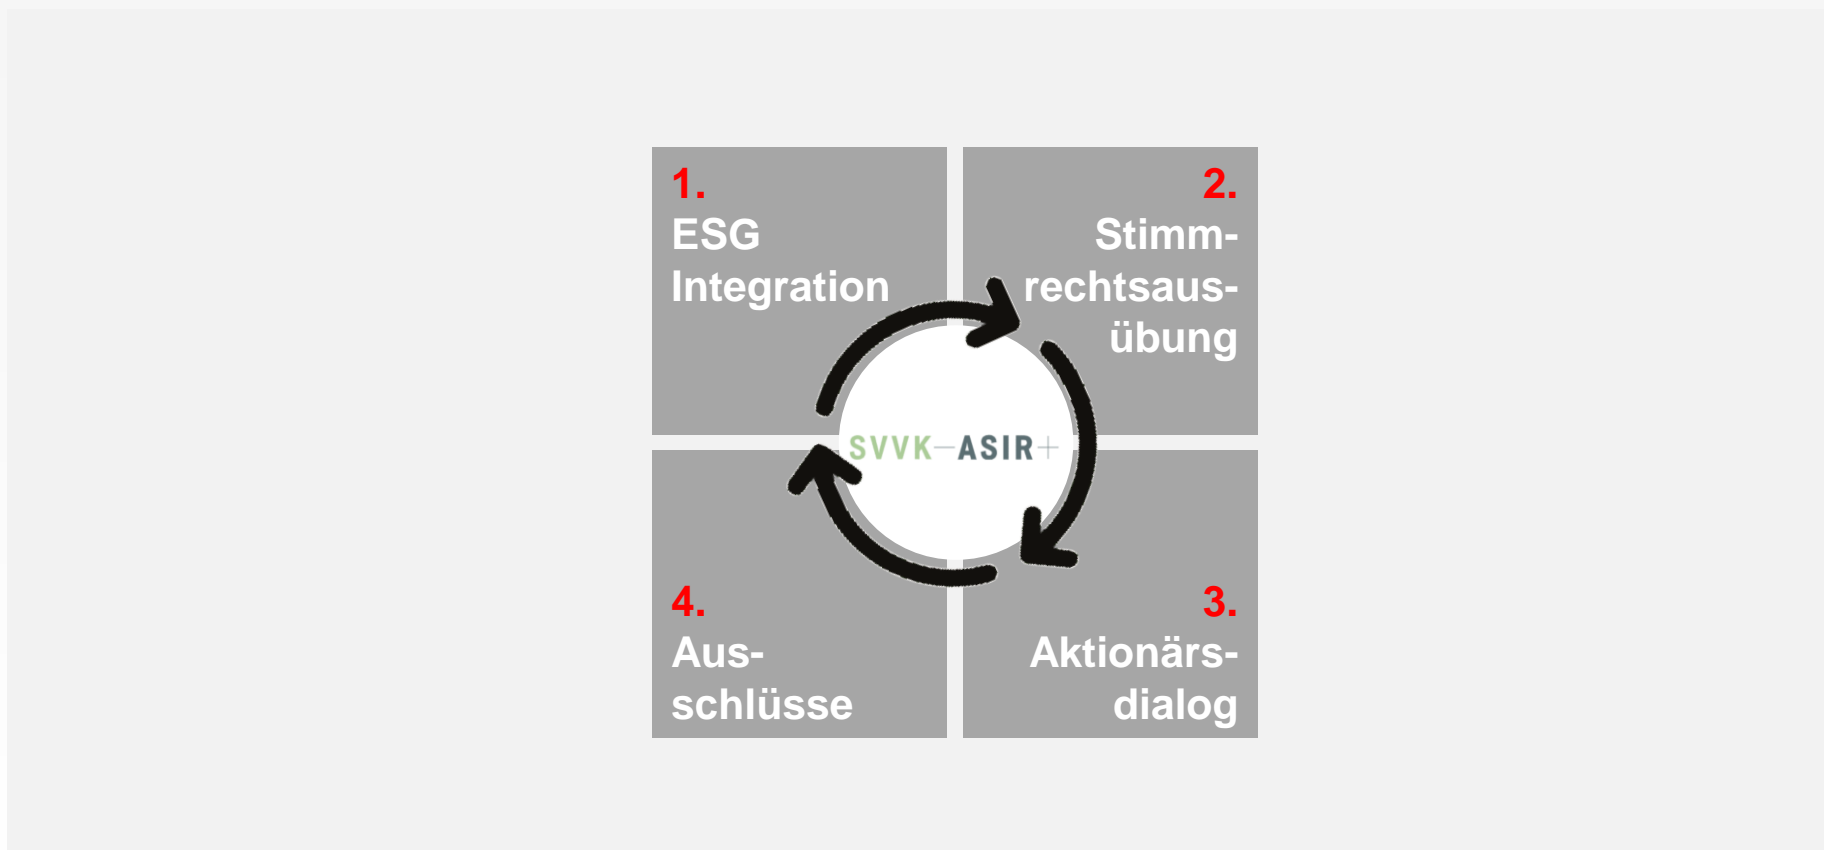 1.
ESG
Integration
2.
Stimm-
rechtsaus-
übung
SVVK—ASIR+
4.
Aus-
schlüsse
3.
Aktionärs-
dialog